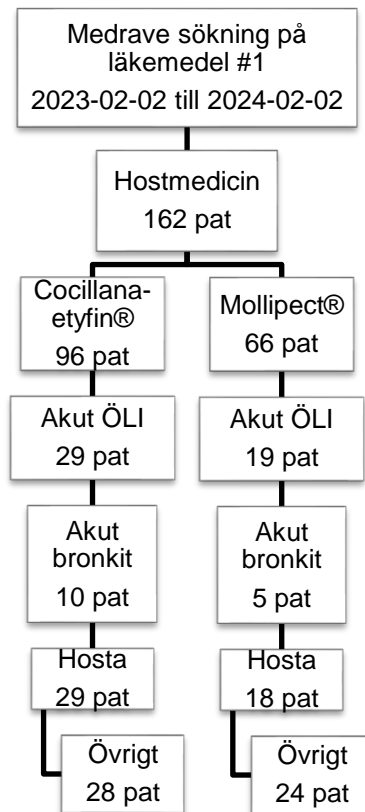 Medrave sökning på
läkemedel #1
2023-02-02 till 2024-02-02
Hostmedicin
162 pat
Cocillana-
etyfin®
96 pat
Mollipect®
66 pat
Akut ÖLI
29 pat
Akut ÖLI
19 pat
Akut
bronkit
10 pat
Akut
bronkit
5 pat
Hosta
29 pat
Hosta
18 pat
Övrigt
28 pat
Övrigt
24 pat